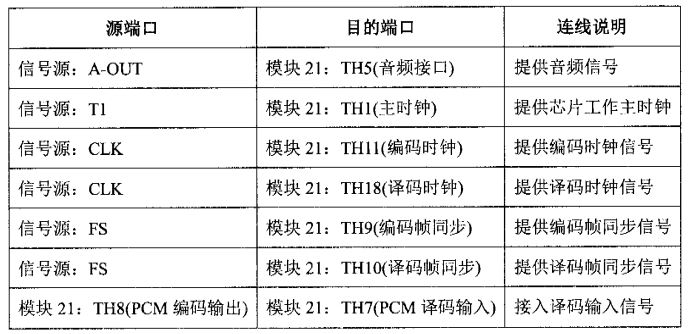 源端口 目的端口 连线说明
信号源：A-OUT 模块 21：TH5(音频接口) 提供音频信号
信号源：T1 模块 21：TH1(主时钟) 提供芯片工作主时钟
信号源：CLK 模块 21：TH11(编码时钟) 提供编码时钟信号
信号源：CLK 模块 21：TH18(译码时钟) 提供译码时钟信号
信号源：FS 模块 21：TH9(编码帧同步) 提供编码帧同步信号
信号源：FS 模块 21：TH10(译码帧同步) 提供译码帧同步信号
模块 21：TH8(PCM 编码输出) 模块 21：TH7(PCM 译码输入) 接入译码输入信号